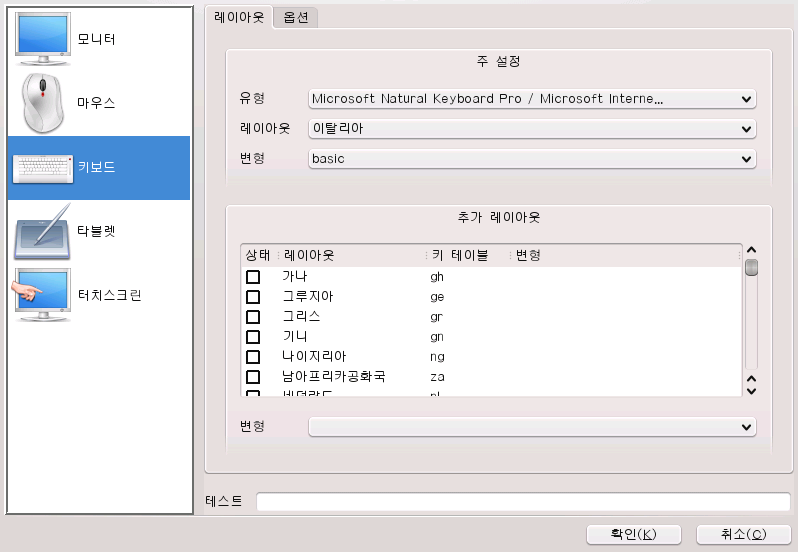 모니터
마우스
키보드
타블렛
터치스크린
레이아웃 옵션
주 설정
유형 Microsoft Natural Keyboard Pro / Microsoft Interne...
레이아웃 이탈리아
변형 basic
추가 레이아웃
상태 레이아웃 키 테이블 변형
가나 gh
그루지아 ge
그리스 gr
기니 gn
나이지리아 ng
남아프리카공화국 za
네덜란드 nl
변형
테스트
확인(K) 취소(C)